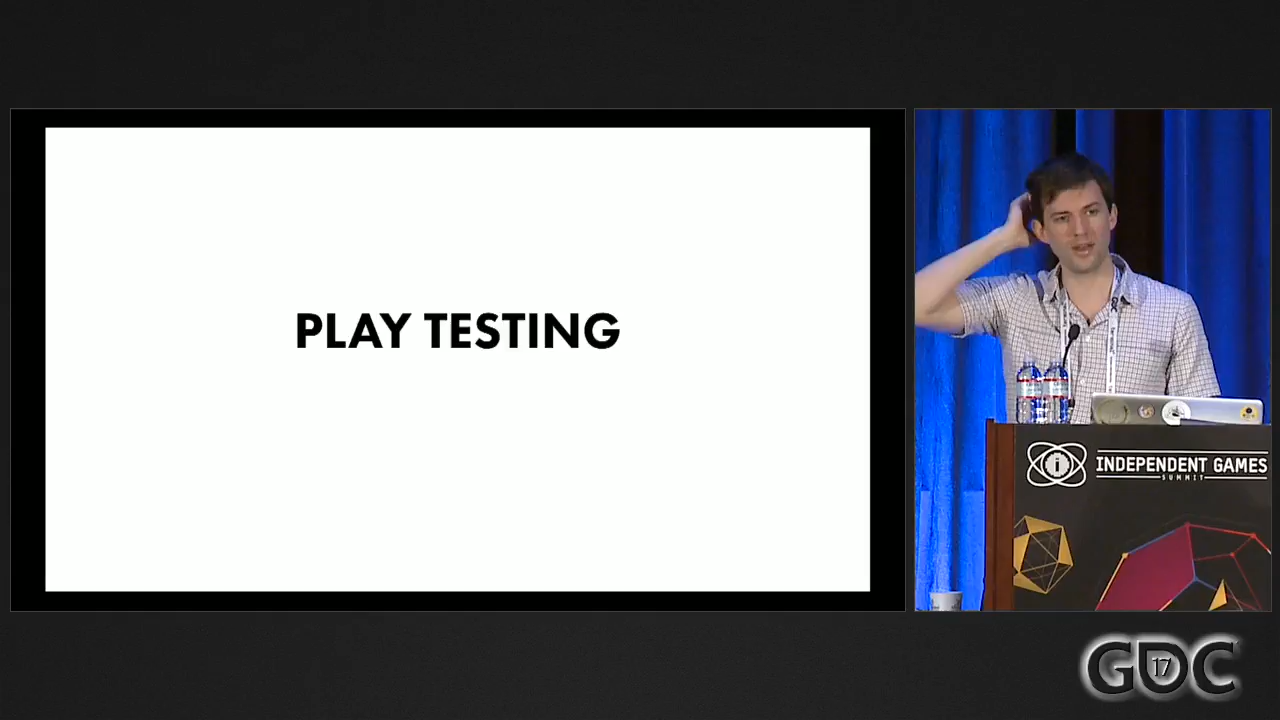 PLAY TESTING
i
INDEPENDENT GAMES
SUMMIT
GDC
17